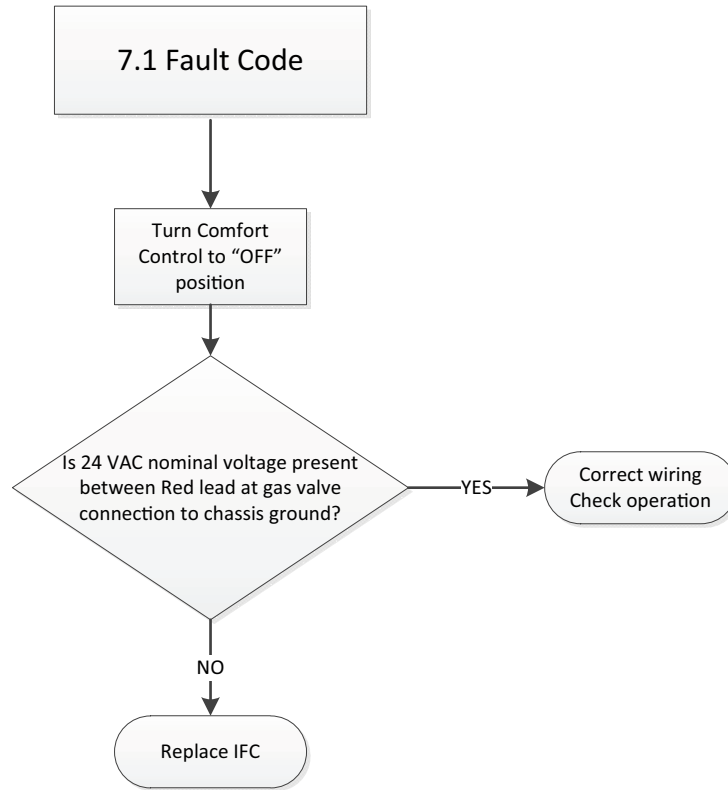 7.1 Fault Code
Turn Comfort
Control to “OFF”
position
Is 24 VAC nominal voltage present
between Red lead at gas valve
connection to chassis ground?
YES
Correct wiring
Check operation
NO
Replace IFC